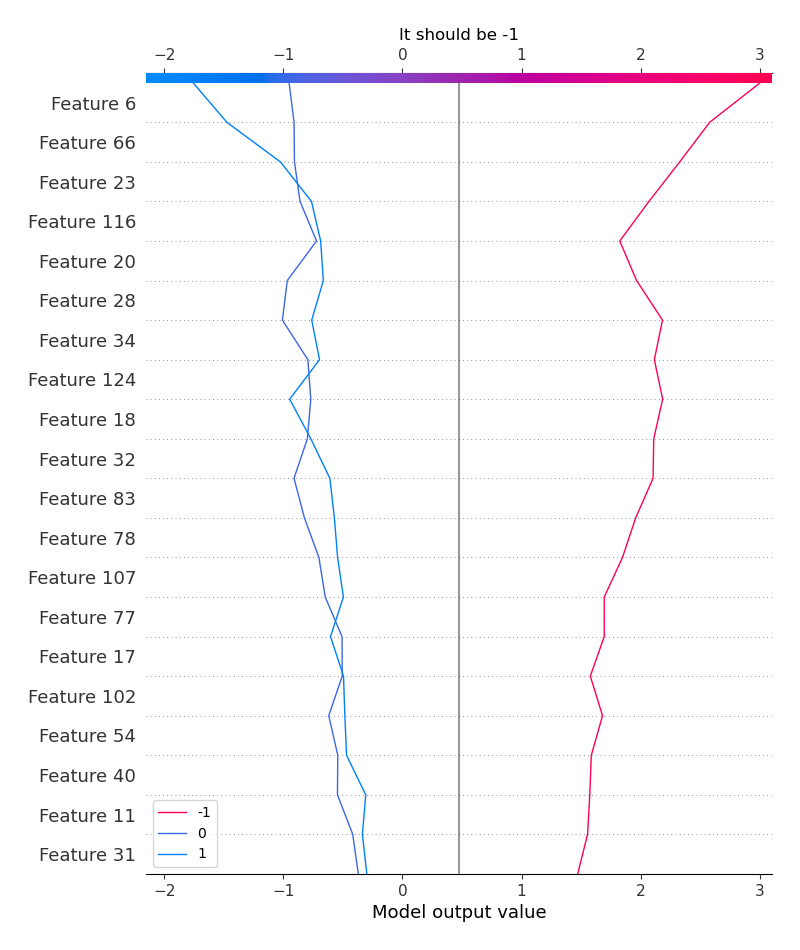 It should be -1
−2 −1 0 1 2 3
Feature 6
Feature 66
Feature 23
Feature 116
Feature 20
Feature 28
Feature 34
Feature 124
Feature 18
Feature 32
Feature 83
Feature 78
Feature 107
Feature 77
Feature 17
Feature 102
Feature 54
Feature 40
Feature 11
Feature 31
-1
0
1
−2 −1 0 1 2 3
Model output value